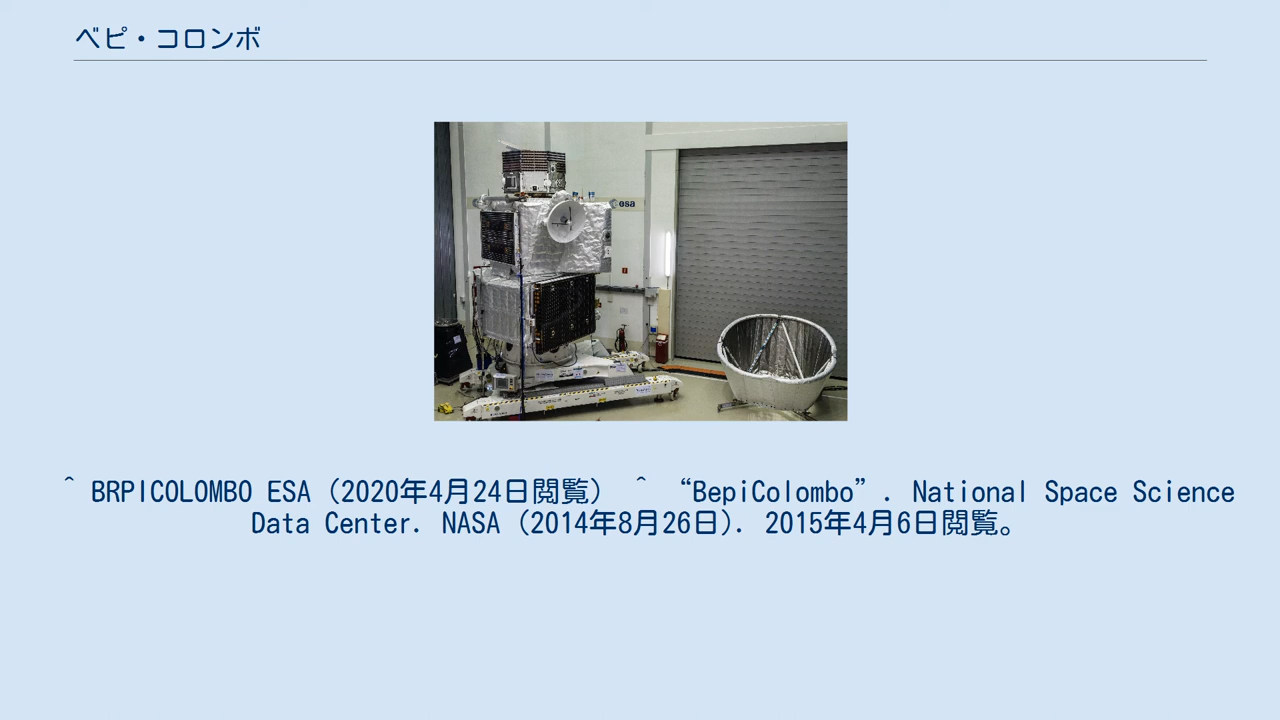 ベピ・コロンボ
esa
^ BRPICOLOMBO ESA（2020年4月24日閲覧） ^ “BepiColombo”. National Space Science
Data Center. NASA (2014年8月26日). 2015年4月6日閲覧。